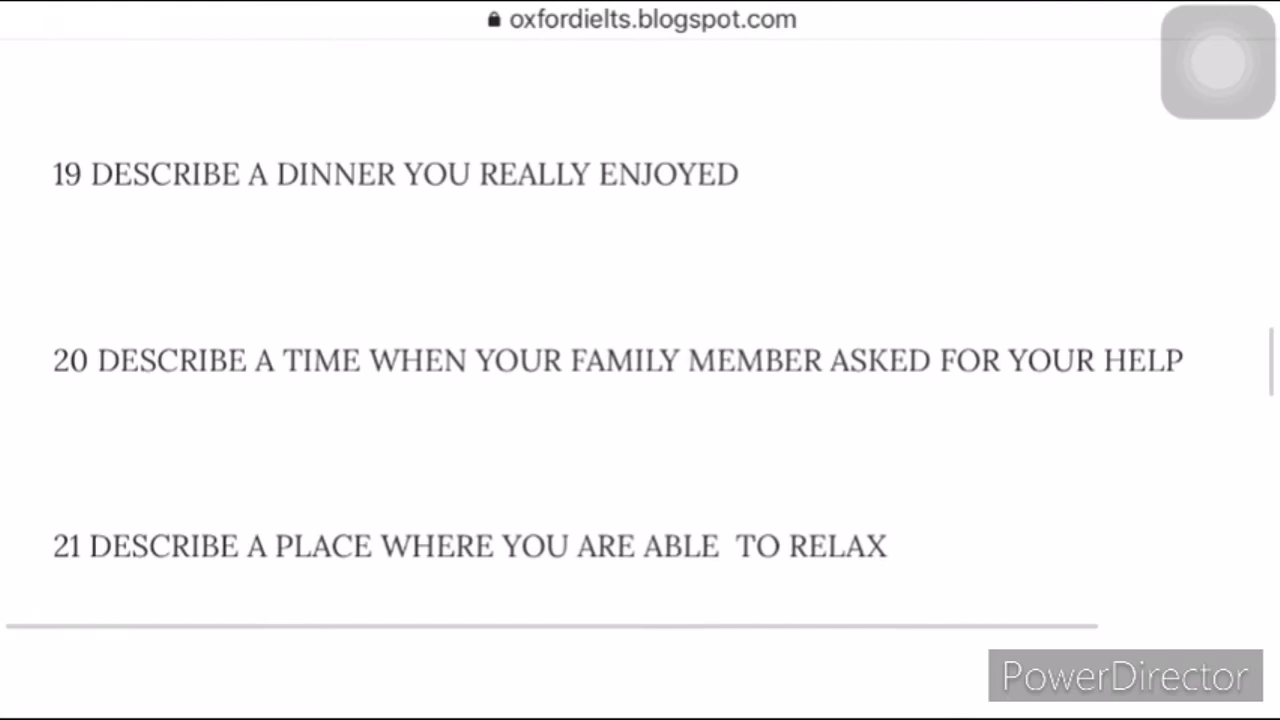 oxfordielts.blogspot.com
19 DESCRIBE A DINNER YOU REALLY ENJOYED
20 DESCRIBE A TIME WHEN YOUR FAMILY MEMBER ASKED FOR YOUR HELP
21 DESCRIBE A PLACE WHERE YOU ARE ABLE  TO RELAX
PowerDirector